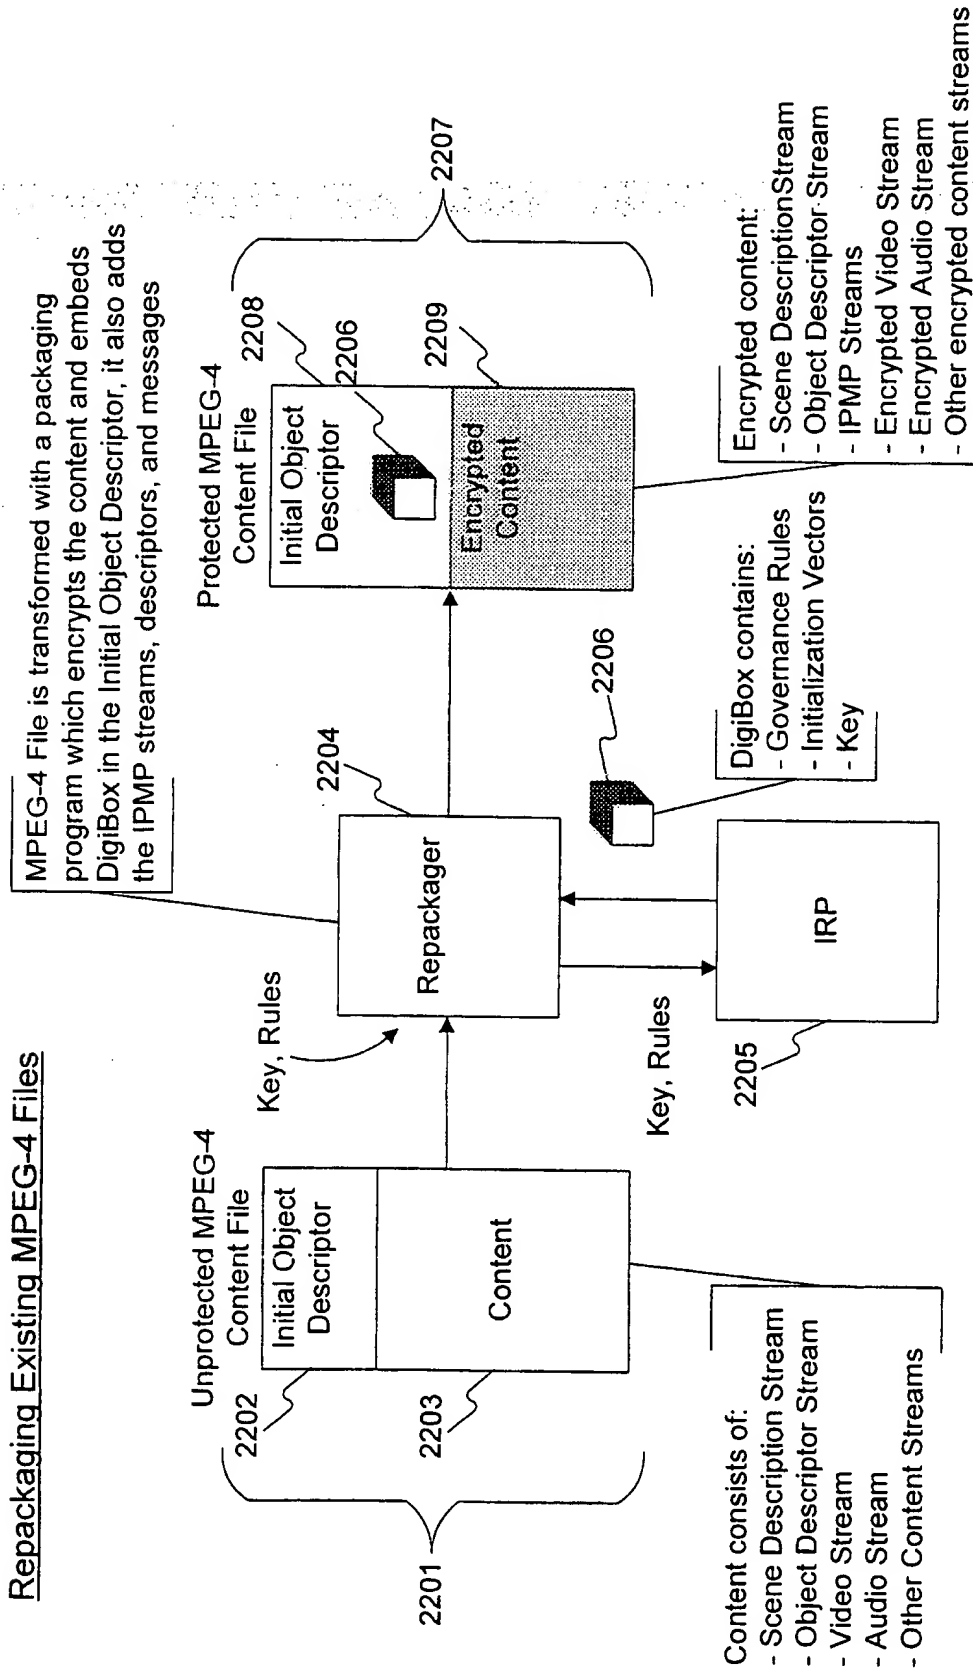 Repackaging Existing MPEG-4 Files
MPEG-4 File is transformed with a packaging
program which encrypts the content and embeds
DigiBox in the Initial Object Descriptor, it also adds
the IPMP streams, descriptors, and messages
Unprotected MPEG-4
Content File
2202
Initial Object
Descriptor
2203
Content
2201
Content consists of:
- Scene Description Stream
- Object Descriptor Stream
- Video Stream
- Audio Stream
- Other Content Streams
Key, Rules
Repackager
2204
Key, Rules
2205
IRP
2206
DigiBox contains:
- Governance Rules
- Initialization Vectors
- Key
Protected MPEG-4
Content File
Initial Object
Descriptor
2208
2206
Encrypted
Content
2209
2207
Encrypted content:
- Scene Description Stream
- Object Descriptor Stream
- IPMP Streams
- Encrypted Video Stream
- Encrypted Audio Stream
- Other encrypted content streams